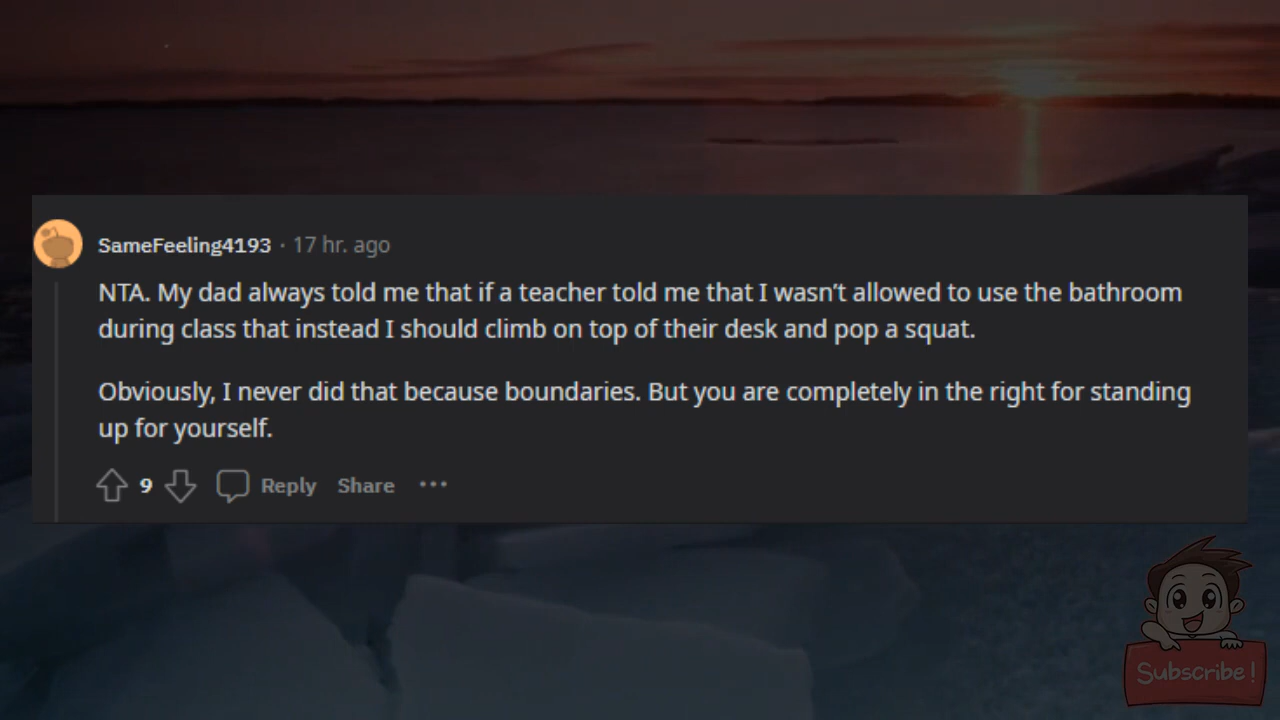 SameFeeling4193 · 17 hr. ago
NTA. My dad always told me that if a teacher told me that I wasn't allowed to use the bathroom
during class that instead I should climb on top of their desk and pop a squat.
Obviously, I never did that because boundaries. But you are completely in the right for standing
up for yourself.
9 Reply Share ···
Subscribe!